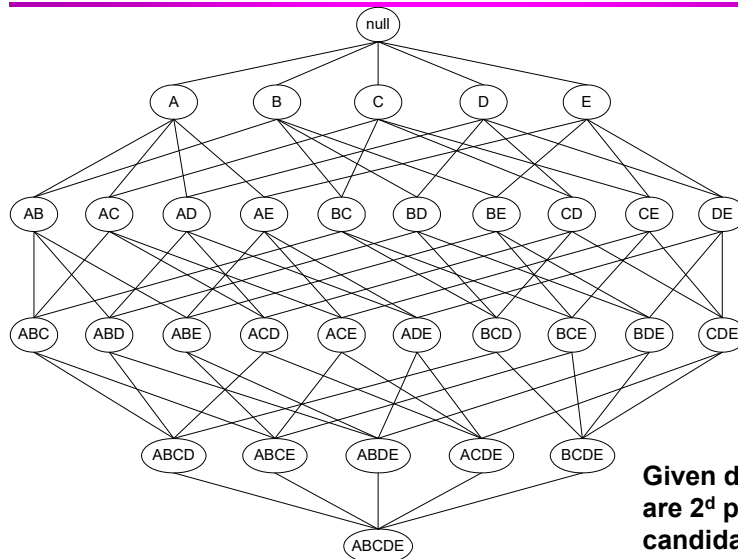 null
A B C D E
AB AC AD AE BC BD BE CD CE DE
ABC ABD ABE ACD ACE ADE BCD BCE BDE CDE
ABCD ABCE ABDE ACDE BCDE
ABCDE
Given d
are 2ᵈ p
candida